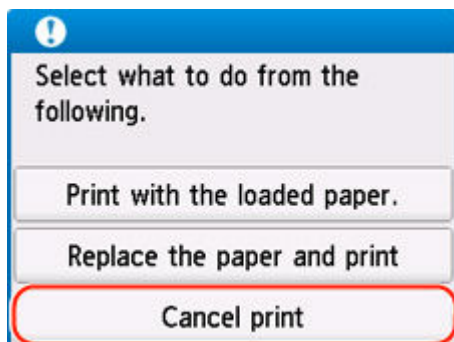 Select what to do from the
following.
Print with the loaded paper.
Replace the paper and print
Cancel print